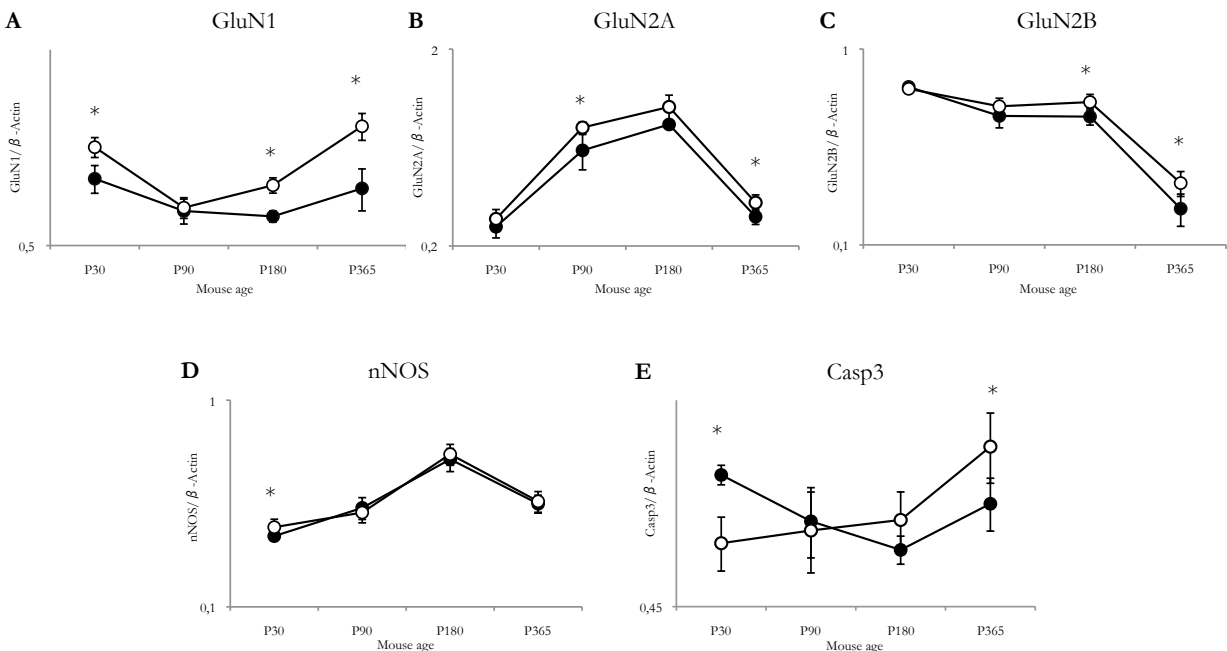 A GluN1
GluN1/β-Actin
*
*
*
0,5
P30 P90 P180 P365
Mouse age
B GluN2A
2
GluN2A/β-Actin
*
*
0,2
P30 P90 P180 P365
Mouse age
C GluN2B
1
GluN2B/β-Actin
*
*
0,1
P30 P90 P180 P365
Mouse age
D nNOS
1
nNOS/β-Actin
*
0,1
P30 P90 P180 P365
Mouse age
E Casp3
Casp3/β-Actin
*
*
0,45
P30 P90 P180 P365
Mouse age